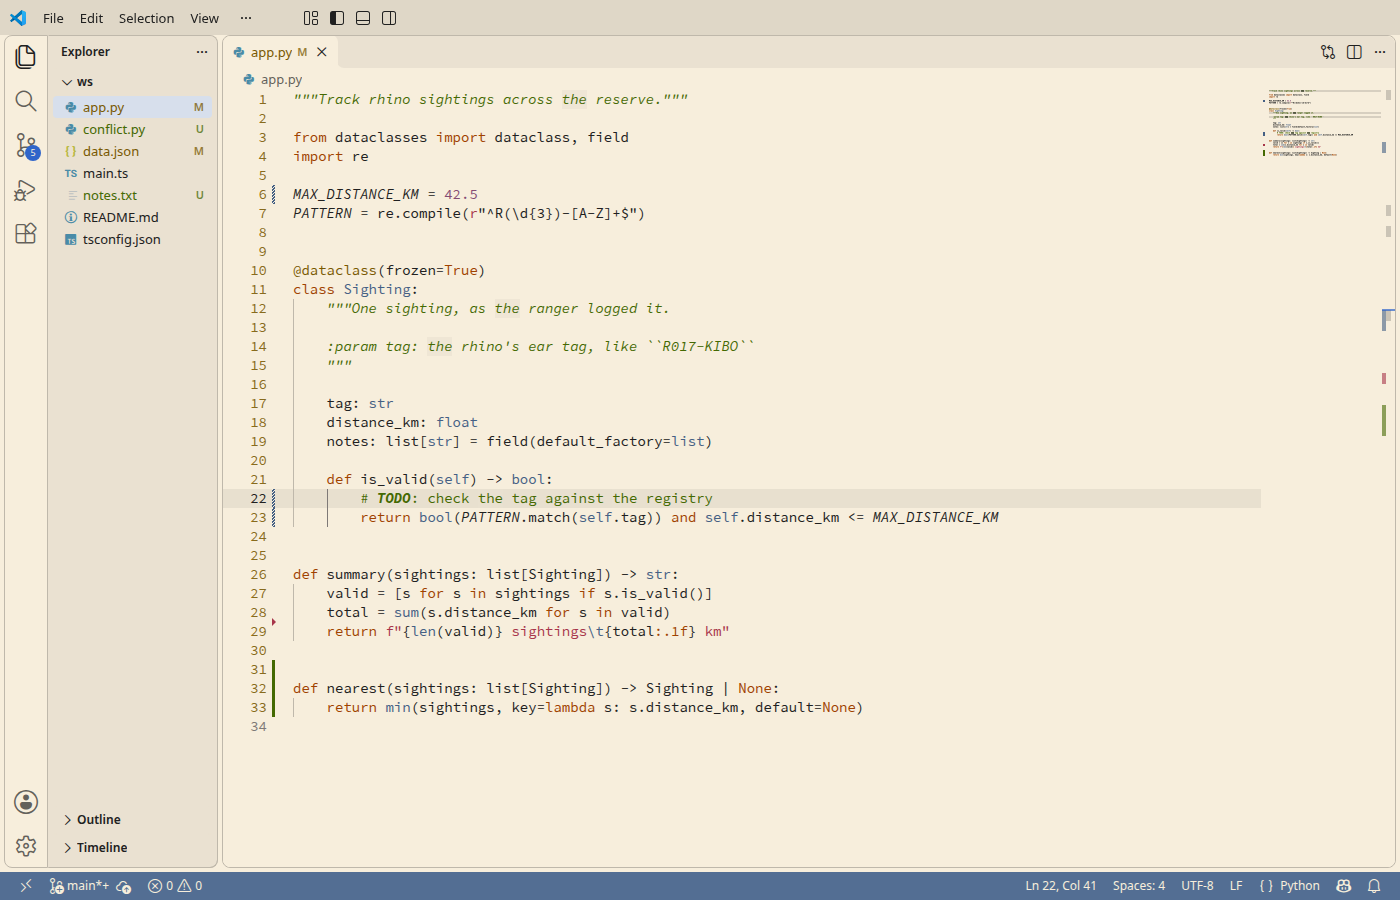 File Edit Selection View ···
Explorer ···
ws
app.py M
conflict.py U
{ } data.json M
TS main.ts
notes.txt U
README.md
TS tsconfig.json
5
Outline
Timeline
app.py M
app.py
1 """Track rhino sightings across the reserve."""
2
3 from dataclasses import dataclass, field
4 import re
5
6 MAX_DISTANCE_KM = 42.5
7 PATTERN = re.compile(r"^R(\d{3})-[A-Z]+$")
8
9
10 @dataclass(frozen=True)
11 class Sighting:
12     """One sighting, as the ranger logged it.
13
14     :param tag: the rhino's ear tag, like ``R017-KIBO``
15     """
16
17     tag: str
18     distance_km: float
19     notes: list[str] = field(default_factory=list)
20
21     def is_valid(self) -> bool:
22         # TODO: check the tag against the registry
23         return bool(PATTERN.match(self.tag)) and self.distance_km <= MAX_DISTANCE_KM
24
25
26 def summary(sightings: list[Sighting]) -> str:
27     valid = [s for s in sightings if s.is_valid()]
28     total = sum(s.distance_km for s in valid)
29     return f"{len(valid)} sightings\t{total:.1f} km"
30
31
32 def nearest(sightings: list[Sighting]) -> Sighting | None:
33     return min(sightings, key=lambda s: s.distance_km, default=None)
34
main*+ 0 0 Ln 22, Col 41 Spaces: 4 UTF-8 LF { } Python